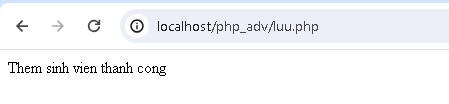 localhost/php_adv/luu.php
Them sinh vien thanh cong